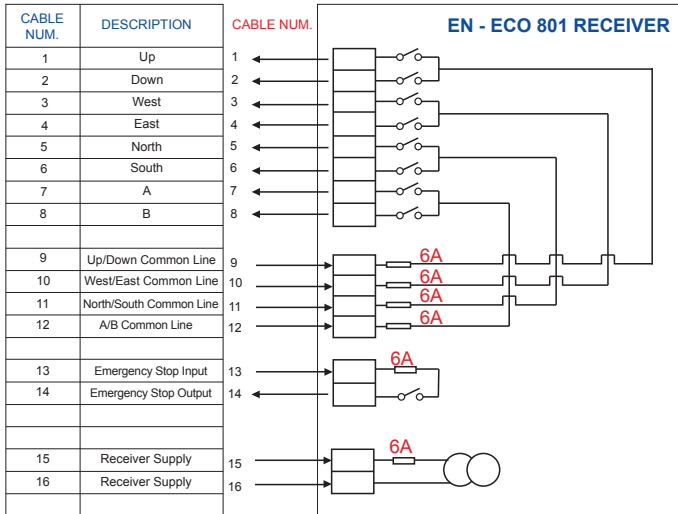 CABLE NUM. DESCRIPTION CABLE NUM. EN - ECO 801 RECEIVER
1 Up 1
2 Down 2
3 West 3
4 East 4
5 North 5
6 South 6
7 A 7
8 B 8
9 Up/Down Common Line 9 6A
10 West/East Common Line 10 6A
11 North/South Common Line 11 6A
12 A/B Common Line 12 6A
13 Emergency Stop Input 13 6A
14 Emergency Stop Output 14
15 Receiver Supply 15 6A
16 Receiver Supply 16